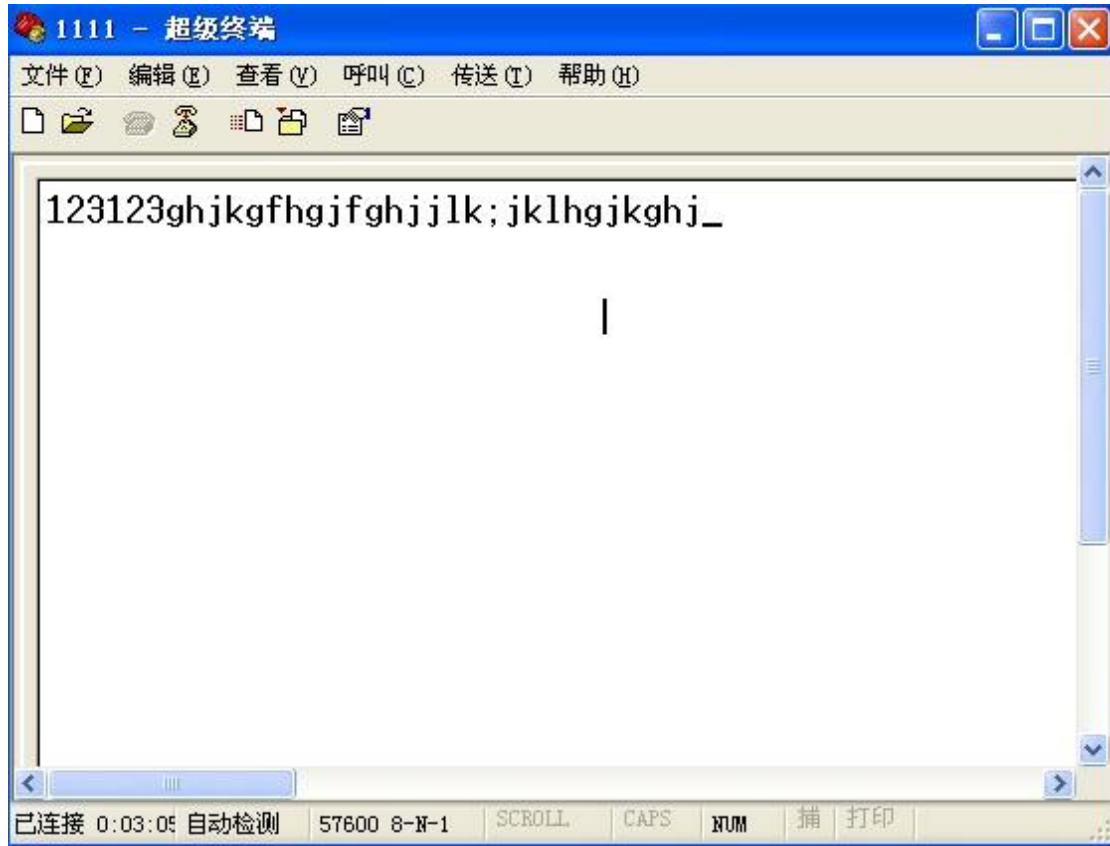 1111 - 超级终端
文件(F) 编辑(E) 查看(V) 呼叫(C) 传送(T) 帮助(H)
123123ghjkgfhgjfghjjlk;jklhgjkghj_
已连接 0:03:05 自动检测 57600 8-N-1 SCROLL CAPS NUM 捕 打印